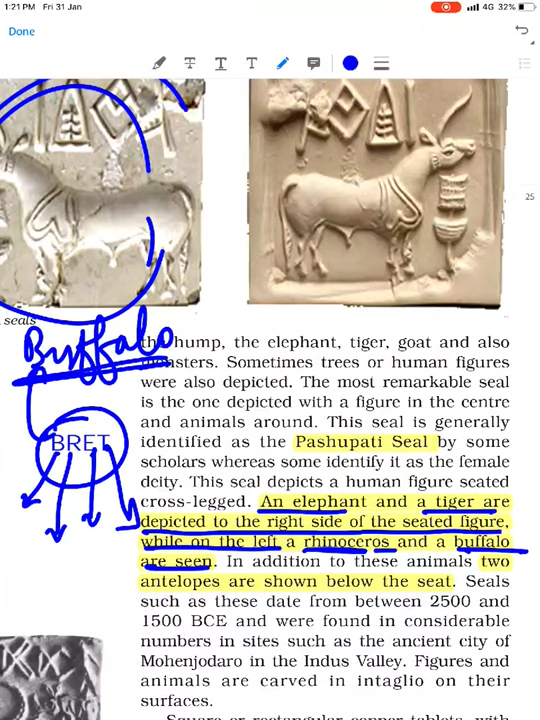 1:21 PM Fri 31 Jan
4G 32%
Done
25
seals
Buffalo
BRET
the hump, the elephant, tiger, goat and also
monsters. Sometimes trees or human figures
were also depicted. The most remarkable seal
is the one depicted with a figure in the centre
and animals around. This seal is generally
identified as the Pashupati Seal by some
scholars whereas some identify it as the female
deity. This seal depicts a human figure seated
cross-legged. An elephant and a tiger are
depicted to the right side of the seated figure,
while on the left a rhinoceros and a buffalo
are seen. In addition to these animals two
antelopes are shown below the seat. Seals
such as these date from between 2500 and
1500 BCE and were found in considerable
numbers in sites such as the ancient city of
Mohenjodaro in the Indus Valley. Figures and
animals are carved in intaglio on their
surfaces.
Square or rectangular copper tablets, with